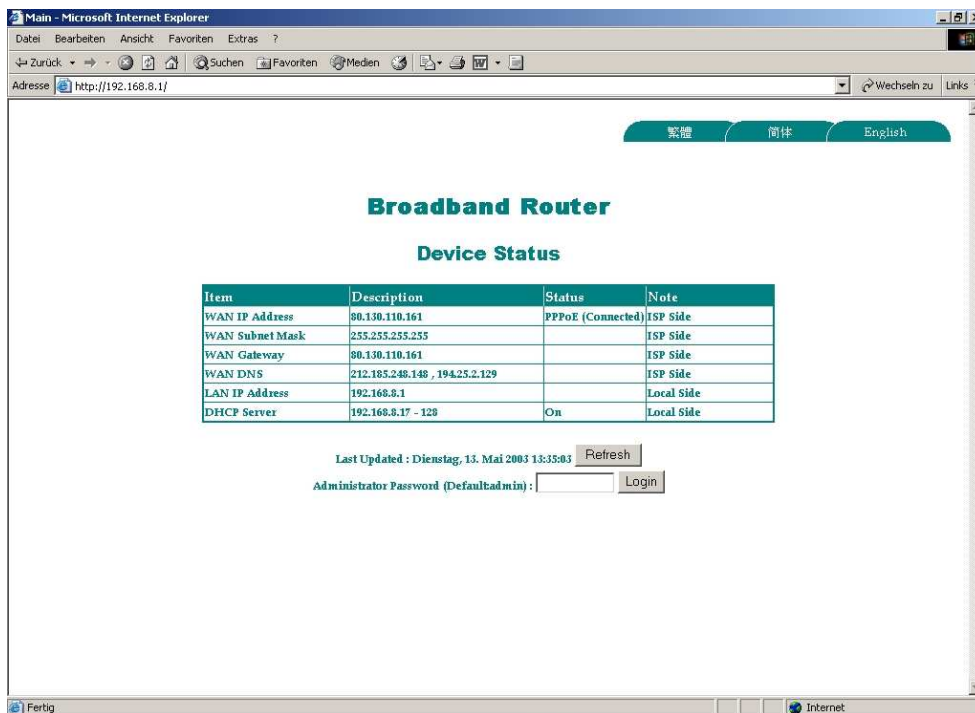 Main - Microsoft Internet Explorer
Datei Bearbeiten Ansicht Favoriten Extras ?
Zurück Suchen Favoriten Medien
Adresse http://192.168.8.1/ Wechseln zu Links
繁體 简体 English
Broadband Router
Device Status
Item Description Status Note
WAN IP Address 80.130.110.161 PPPoE (Connected) ISP Side
WAN Subnet Mask 255.255.255.255 ISP Side
WAN Gateway 80.130.110.161 ISP Side
WAN DNS 212.185.248.148 , 194.25.2.129 ISP Side
LAN IP Address 192.168.8.1 Local Side
DHCP Server 192.168.8.17 - 128 On Local Side
Last Updated : Dienstag, 13. Mai 2003 13:35:03 Refresh
Administrator Password (Default:admin) : Login
Fertig Internet